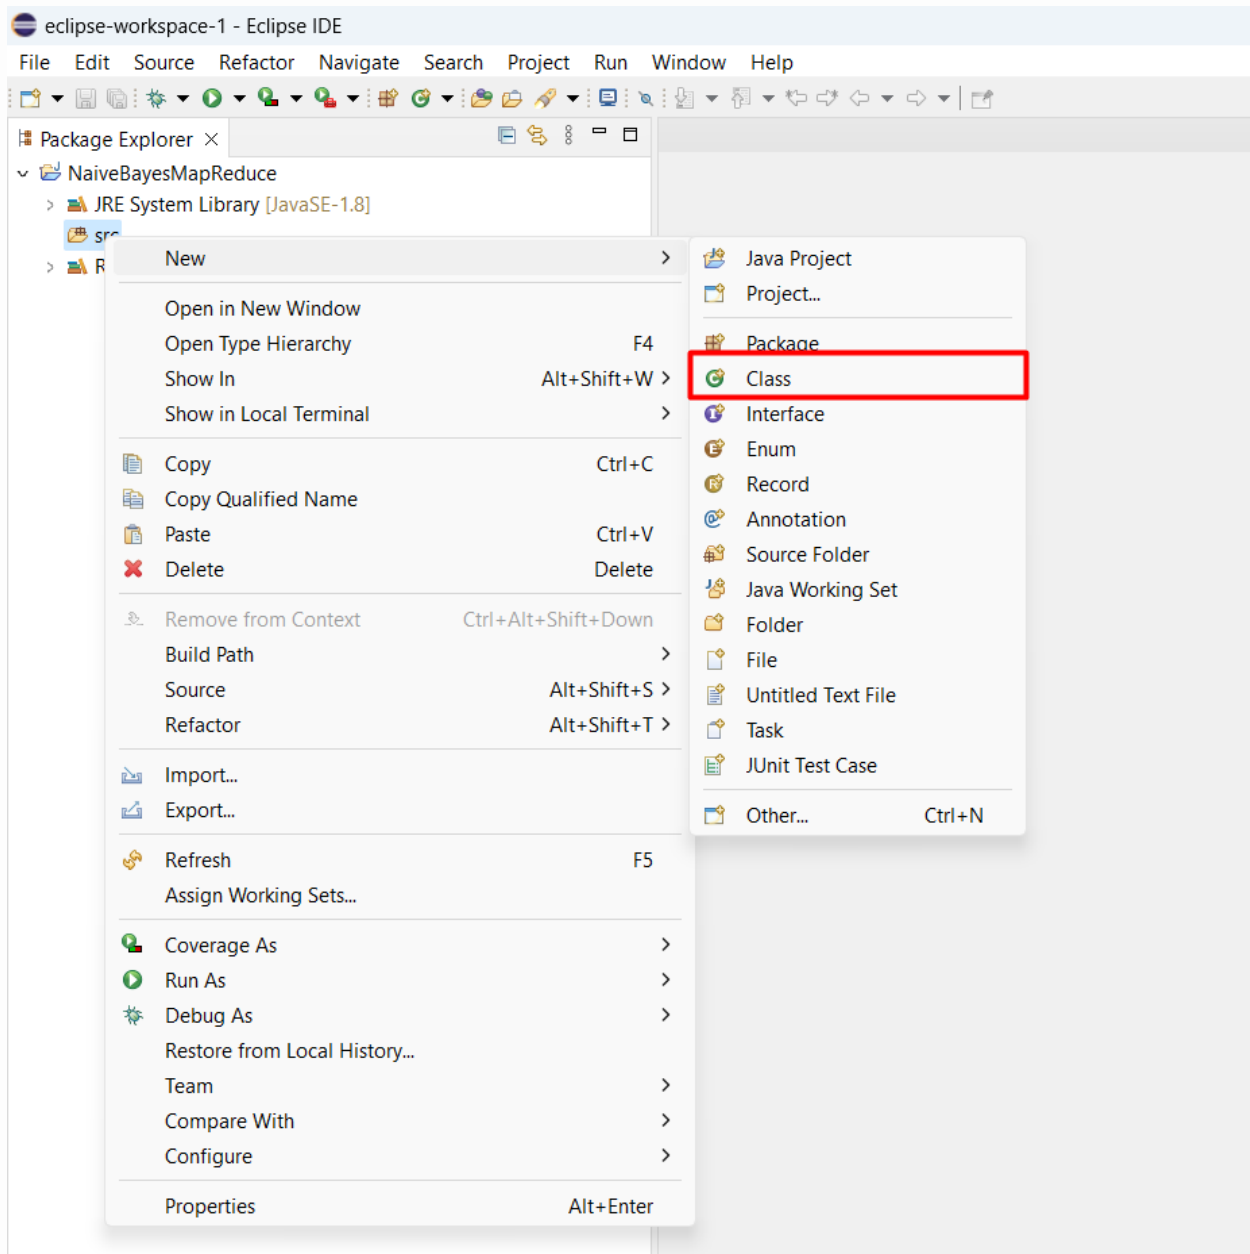 eclipse-workspace-1 - Eclipse IDE
File Edit Source Refactor Navigate Search Project Run Window Help
Package Explorer
NaiveBayesMapReduce
JRE System Library [JavaSE-1.8]
src
R
New
Open in New Window
Open Type Hierarchy F4
Show In Alt+Shift+W
Show in Local Terminal
Copy Ctrl+C
Copy Qualified Name
Paste Ctrl+V
Delete Delete
Remove from Context Ctrl+Alt+Shift+Down
Build Path
Source Alt+Shift+S
Refactor Alt+Shift+T
Import...
Export...
Refresh F5
Assign Working Sets...
Coverage As
Run As
Debug As
Restore from Local History...
Team
Compare With
Configure
Properties Alt+Enter
Java Project
Project...
Package
Class
Interface
Enum
Record
Annotation
Source Folder
Java Working Set
Folder
File
Untitled Text File
Task
JUnit Test Case
Other... Ctrl+N